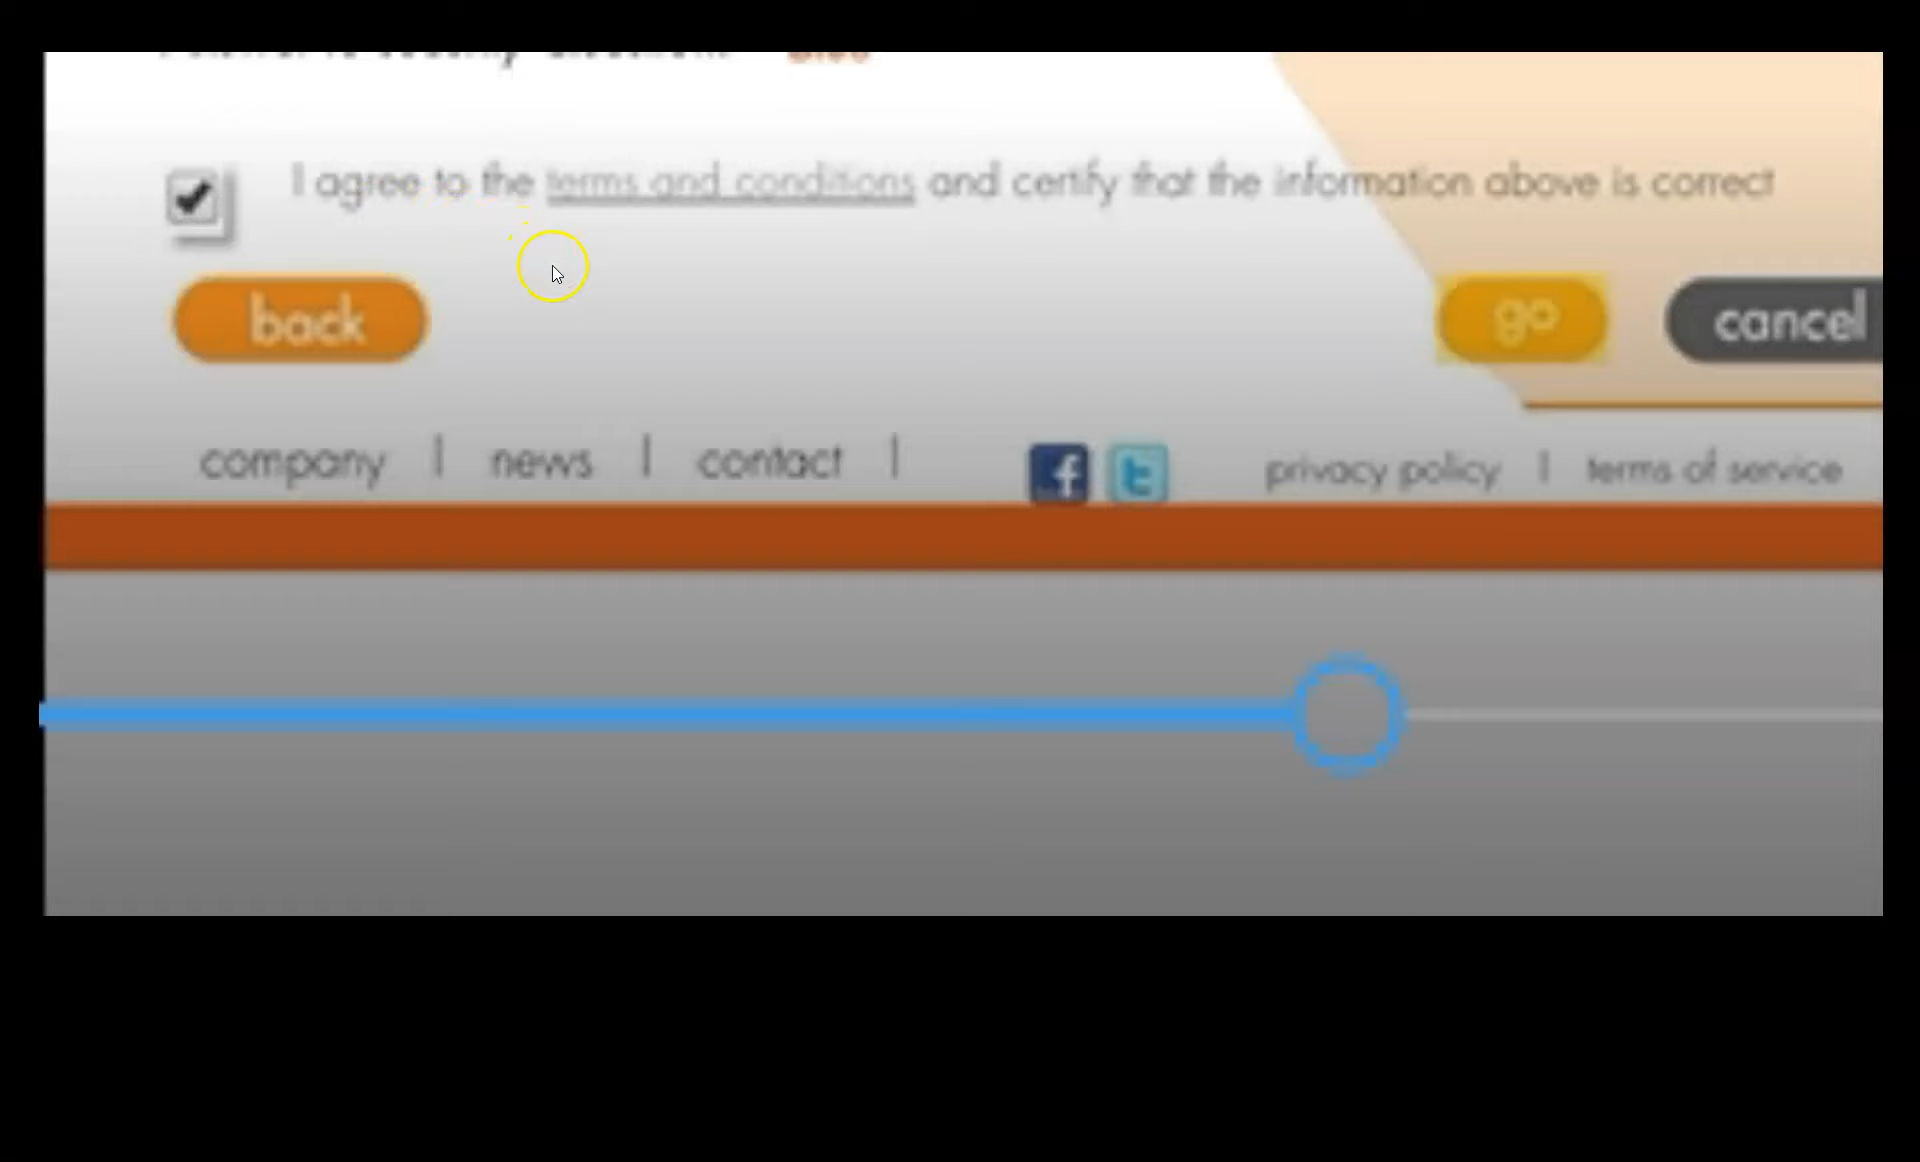 I agree to the terms and conditions and certify that the information above is correct
back go cancel
company | news | contact | f t privacy policy | terms of service